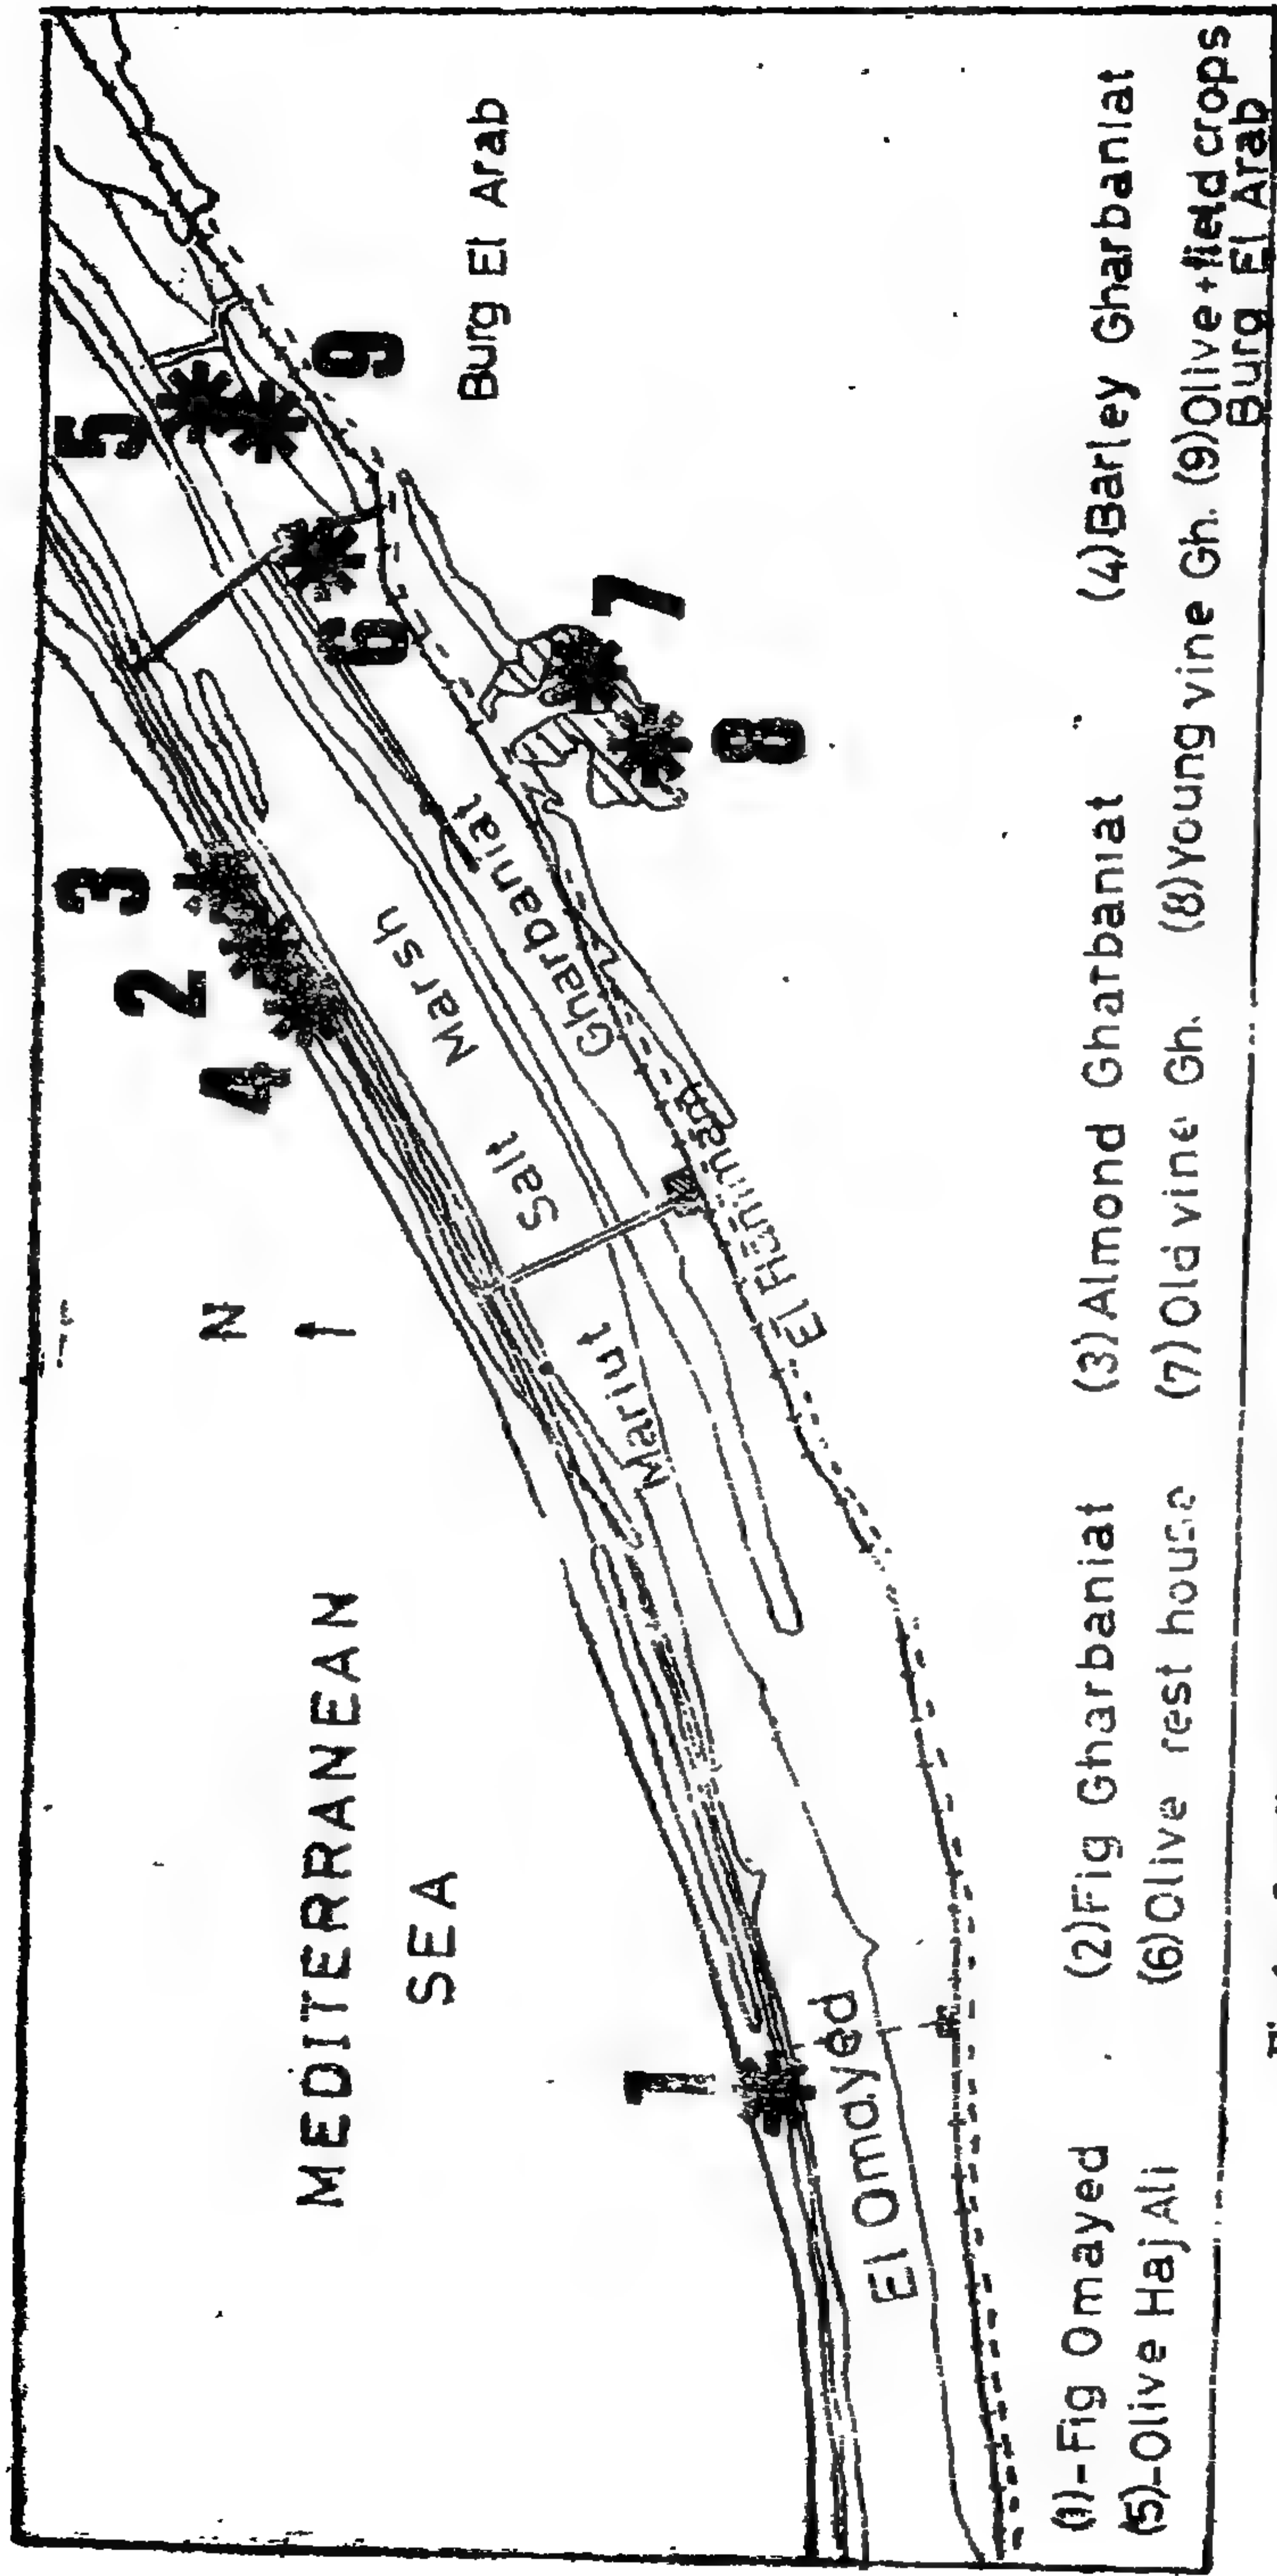 N
MEDITERRANEAN
SEA
3
2
4
5
9
6
7
8
1
Burg El Arab
Salt Marsh
Mariut
Gharbaniat
El Hammam
El Omayed
(1)-Fig Omayed (2)Fig Gharbaniat (3)Almond Gharbaniat (4)Barley Gharbaniat
(5)-Olive Haj Ali (6)Olive rest house (7)Old vine Gh. (8)Young vine Gh. (9)Olive+field crops
Burg El Arab